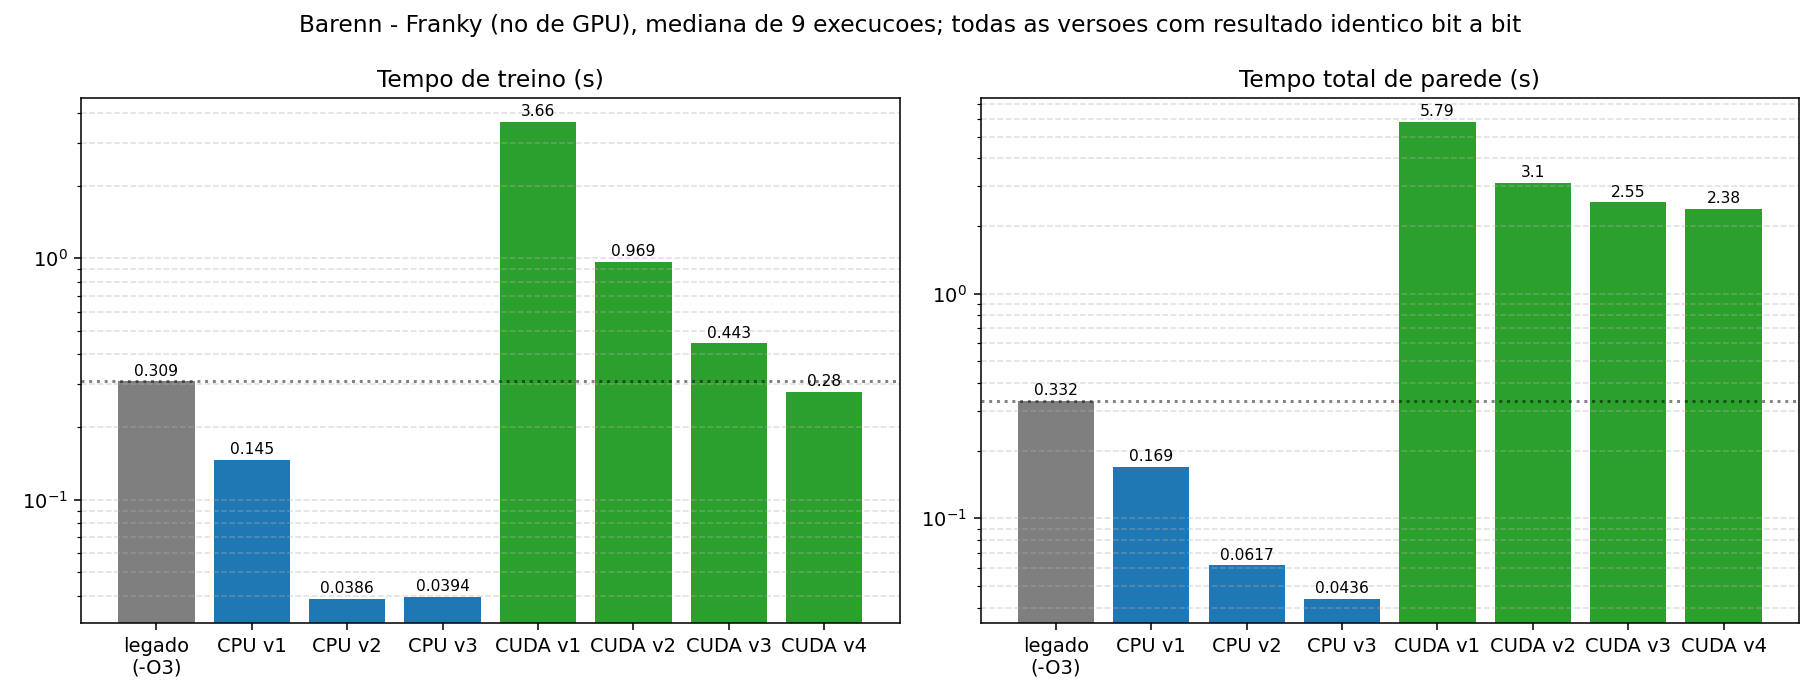 Barenn - Franky (no de GPU), mediana de 9 execucoes; todas as versoes com resultado identico bit a bit
Tempo de treino (s)
3.66
0.969
0.443
0.309
0.28
0.145
0.0386
0.0394
10⁰
10⁻¹
legado
(-O3)
CPU v1
CPU v2
CPU v3
CUDA v1
CUDA v2
CUDA v3
CUDA v4
Tempo total de parede (s)
5.79
3.1
2.55
2.38
0.332
0.169
0.0617
0.0436
10⁰
10⁻¹
legado
(-O3)
CPU v1
CPU v2
CPU v3
CUDA v1
CUDA v2
CUDA v3
CUDA v4